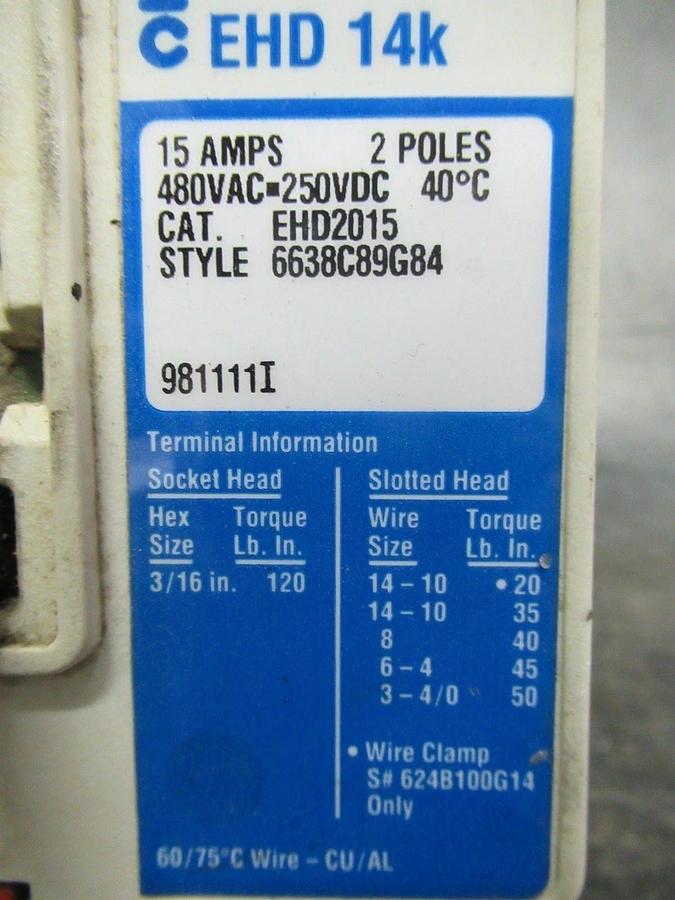 C EHD 14k
15 AMPS 2 POLES
480VAC▪250VDC 40°C
CAT. EHD2015
STYLE 6638C89G84
981111I
Terminal Information
Socket Head
Hex Torque
Size Lb. In.
3/16 in. 120
Slotted Head
Wire Torque
Size Lb. In.
14 – 10 • 20
14 – 10 35
8 40
6 – 4 45
3 – 4/0 50
• Wire Clamp
S# 624B100G14
Only
60/75°C Wire – CU/AL